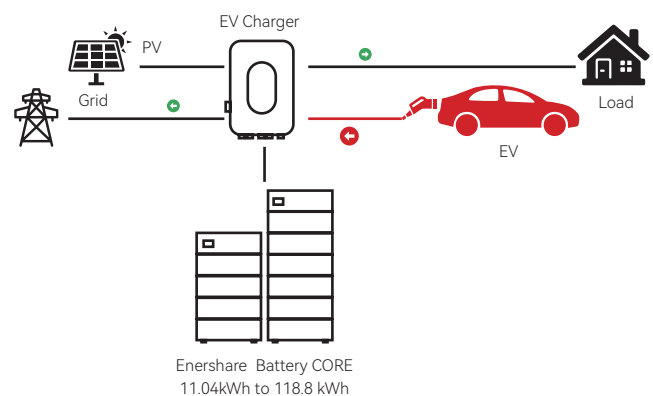 EV Charger
PV
Grid
Load
EV
Enershare Battery CORE
11.04kWh to 118.8 kWh